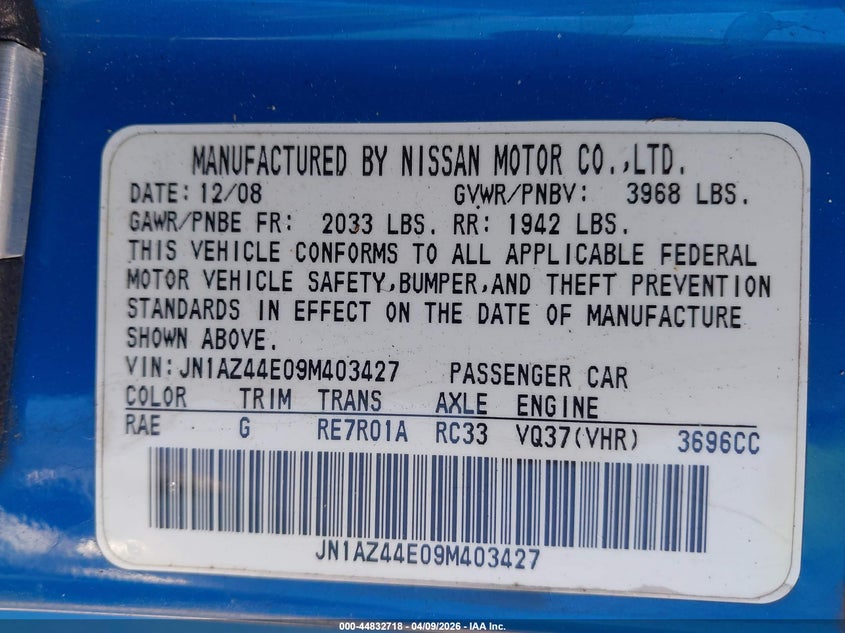 MANUFACTURED BY NISSAN MOTOR CO.,LTD.
DATE: 12/08 GVWR/PNBV: 3968 LBS.
GAWR/PNBE FR: 2033 LBS. RR: 1942 LBS.
THIS VEHICLE CONFORMS TO ALL APPLICABLE FEDERAL
MOTOR VEHICLE SAFETY,BUMPER,AND THEFT PREVENTION
STANDARDS IN EFFECT ON THE DATE OF MANUFACTURE
SHOWN ABOVE.
VIN:JN1AZ44E09M403427 PASSENGER CAR
COLOR TRIM TRANS AXLE ENGINE
RAE G RE7R01A RC33 VQ37(VHR) 3696CC
JN1AZ44E09M403427
000-44832718 - 04/09/2026 - IAA Inc.